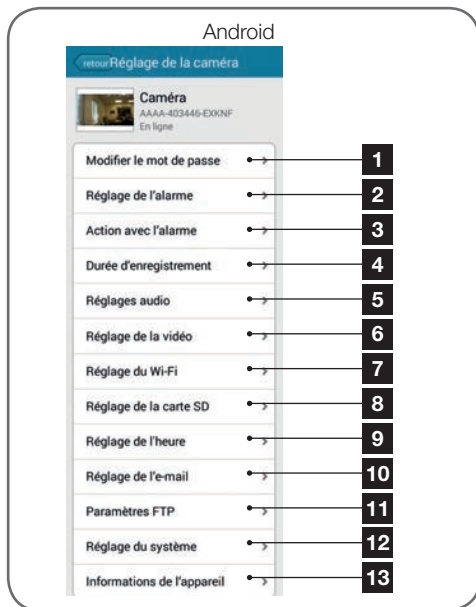 Android
retour Réglage de la caméra
Caméra
AAAA-403446-EXKNF
En ligne
Modifier le mot de passe 1
Réglage de l'alarme 2
Action avec l'alarme 3
Durée d'enregistrement 4
Réglages audio 5
Réglage de la vidéo 6
Réglage du Wi-Fi 7
Réglage de la carte SD 8
Réglage de l'heure 9
Réglage de l'e-mail 10
Paramètres FTP 11
Réglage du système 12
Informations de l'appareil 13